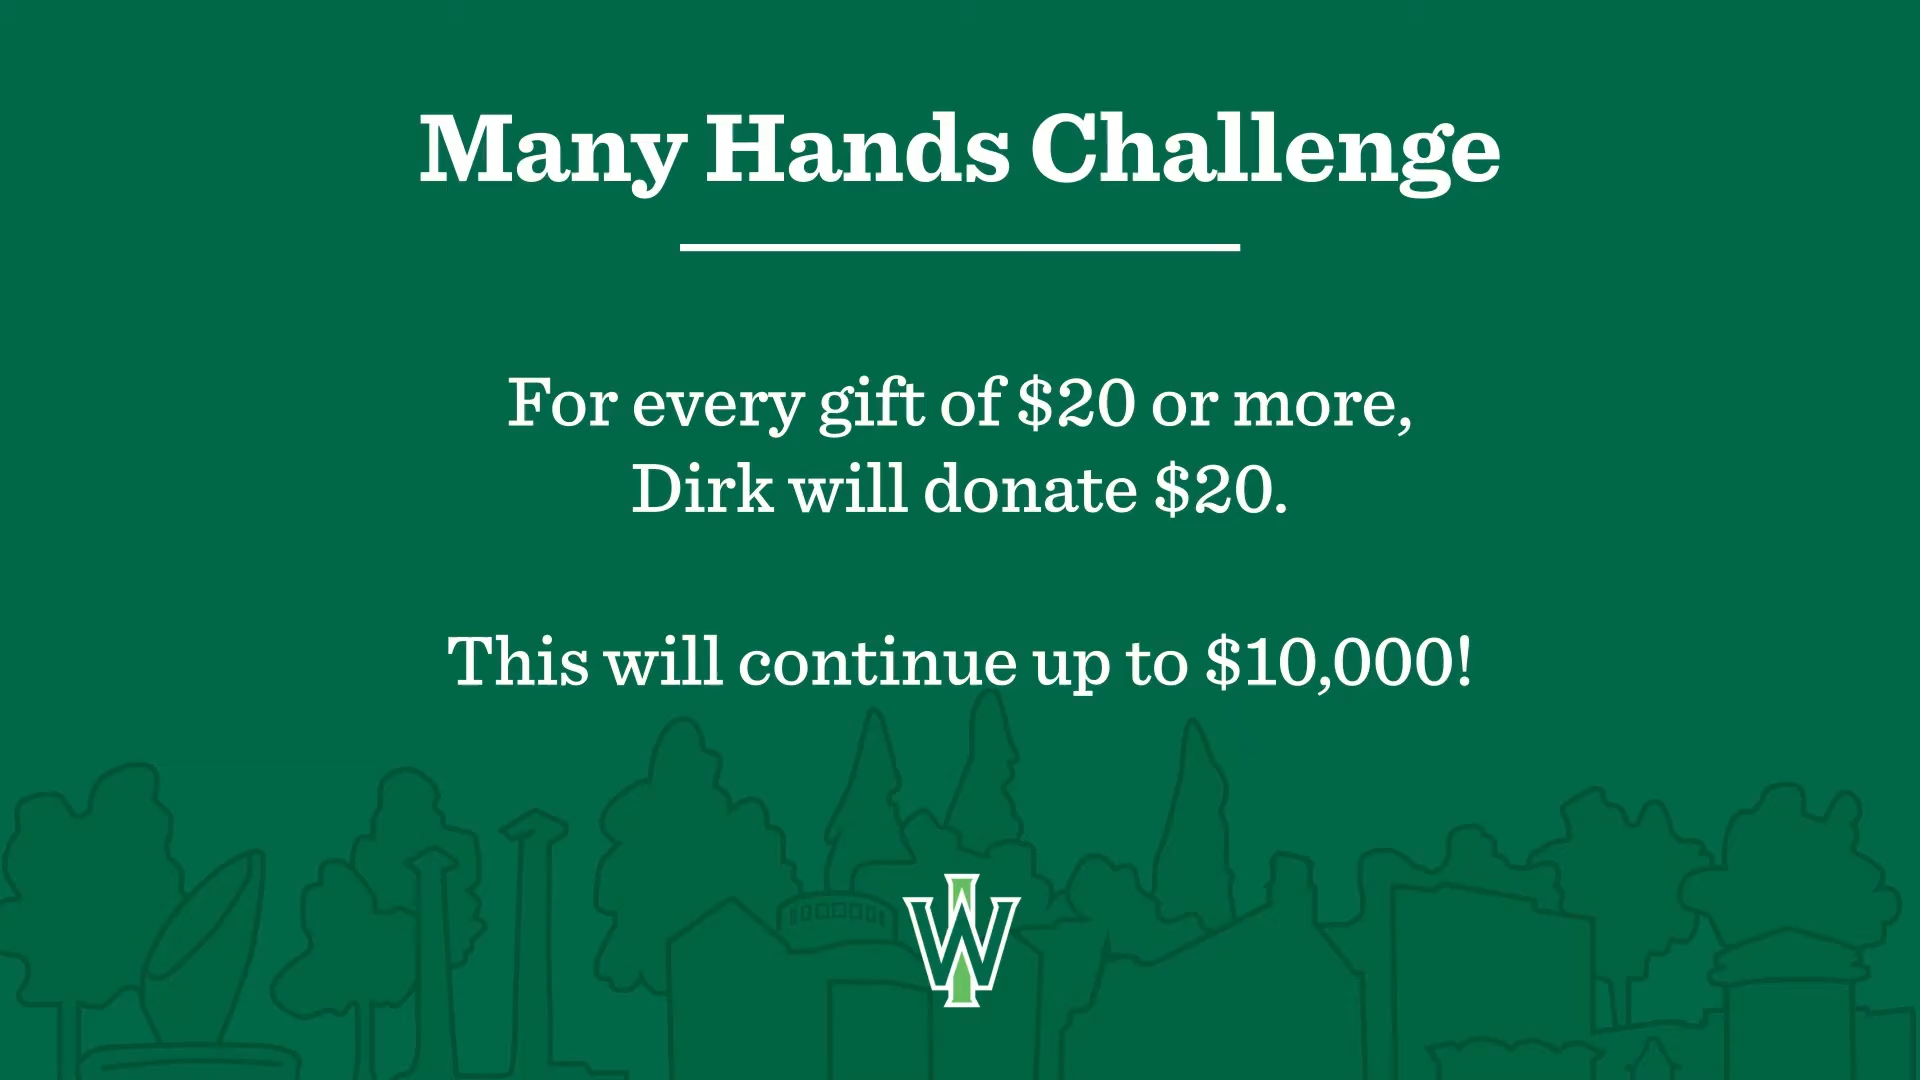 Many Hands Challenge
For every gift of $20 or more,
Dirk will donate $20.
This will continue up to $10,000!
IW